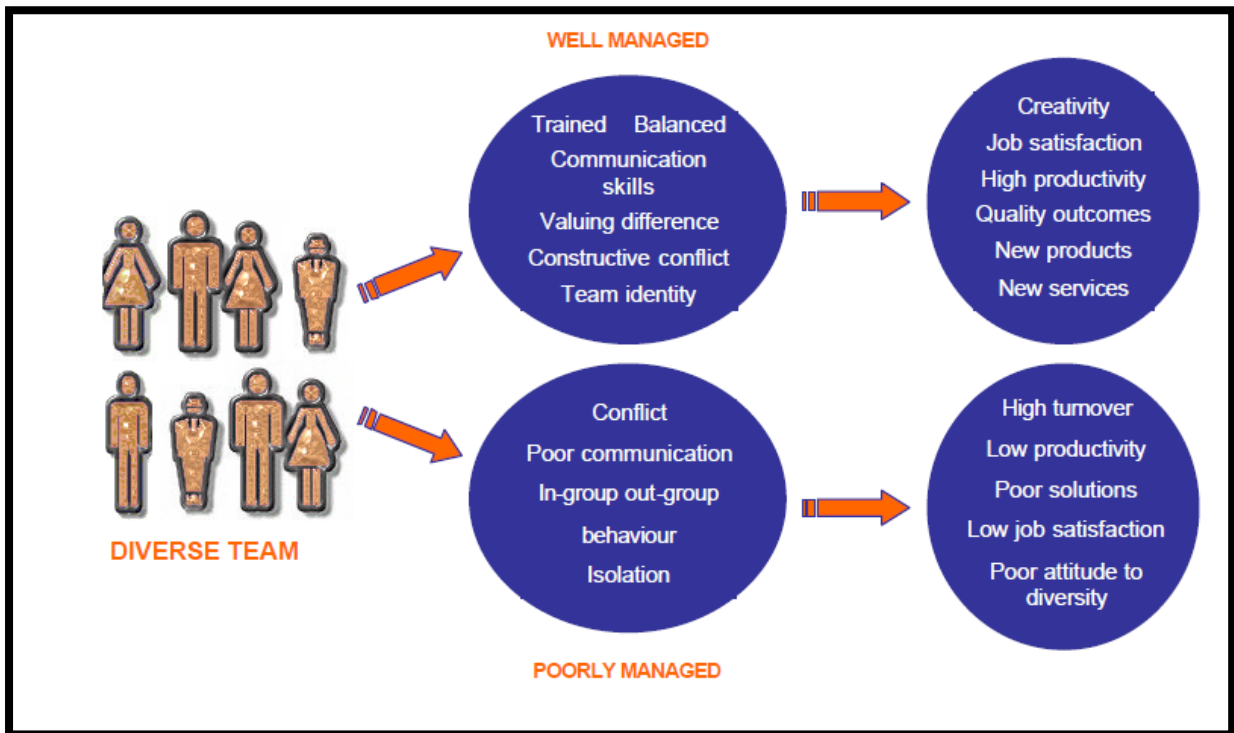 WELL MANAGED
Trained Balanced
Communication
skills
Valuing difference
Constructive conflict
Team identity
Creativity
Job satisfaction
High productivity
Quality outcomes
New products
New services
DIVERSE TEAM
Conflict
Poor communication
In-group out-group
behaviour
Isolation
High turnover
Low productivity
Poor solutions
Low job satisfaction
Poor attitude to
diversity
POORLY MANAGED